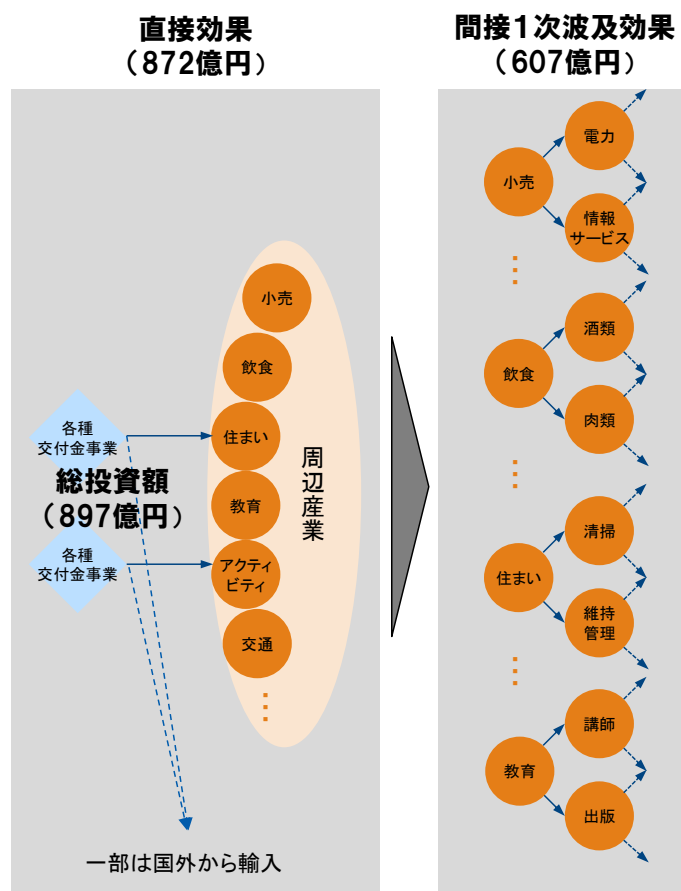 直接効果
（872億円）
小売
飲食
住まい
教育
アクティ
ビティ
交通
周辺産業
各種
交付金事業
総投資額
（897億円）
各種
交付金事業
一部は国外から輸入
間接１次波及効果
（607億円）
小売
電力
情報
サービス
飲食
酒類
肉類
住まい
清掃
維持
管理
教育
講師
出版